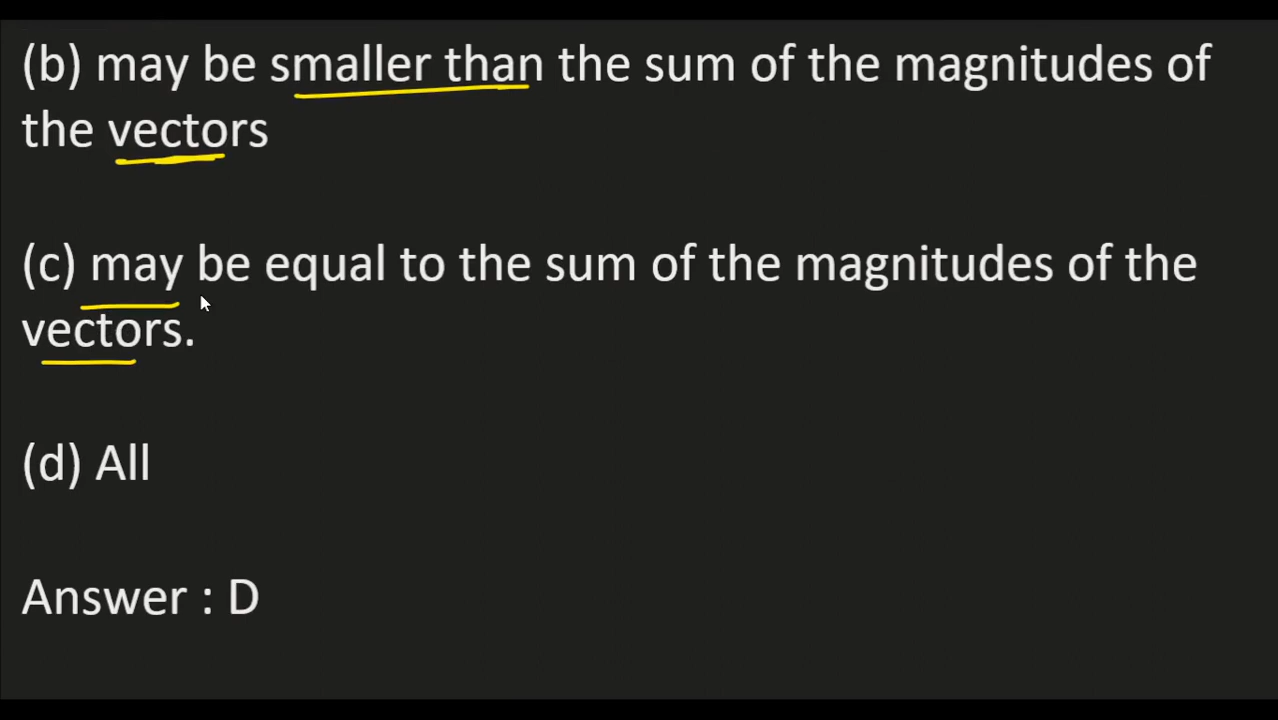 (b) may be smaller than the sum of the magnitudes of
the vectors
(c) may be equal to the sum of the magnitudes of the
vectors.
(d) All
Answer : D